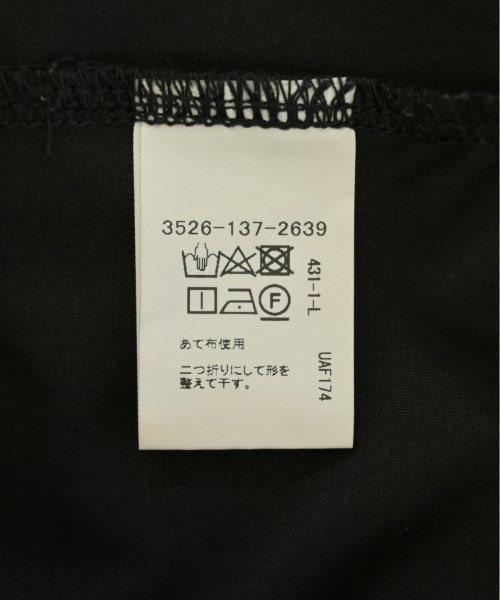 3526-137-2639
F
あて布使用
二つ折りにして形を
整えて干す。
431-1-L
UAF174